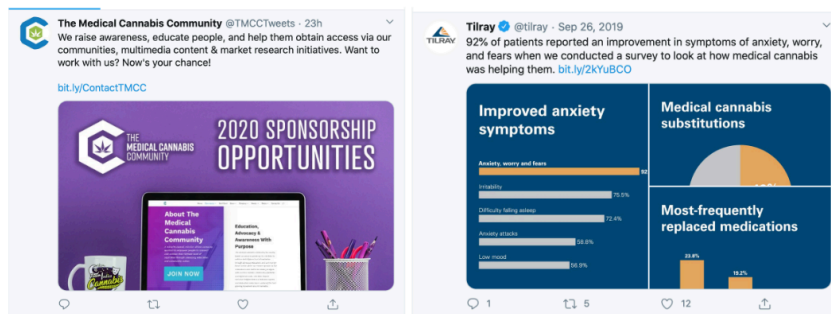 The Medical Cannabis Community @TMCCTweets · 23h
We raise awareness, educate people, and help them obtain access via our
communities, multimedia content & market research initiatives. Want to
work with us? Now's your chance!
bit.ly/ContactTMCC
THE
MEDICAL CANNABIS
COMMUNITY
2020 SPONSORSHIP
OPPORTUNITIES
About The
Medical
Cannabis
Community
JOIN NOW
Education,
Advocacy &
Awareness With
Purpose
Cannabis
TILRAY
Tilray @tilray · Sep 26, 2019
92% of patients reported an improvement in symptoms of anxiety, worry,
and fears when we conducted a survey to look at how medical cannabis
was helping them. bit.ly/2kYuBCO
Improved anxiety
symptoms
Anxiety, worry and fears
92
Irritability
75.5%
Difficulty falling asleep
72.4%
Anxiety attacks
Low mood
56.9%
Medical cannabis
substitutions
Most-frequently
replaced medications
23.8%
1
5
12